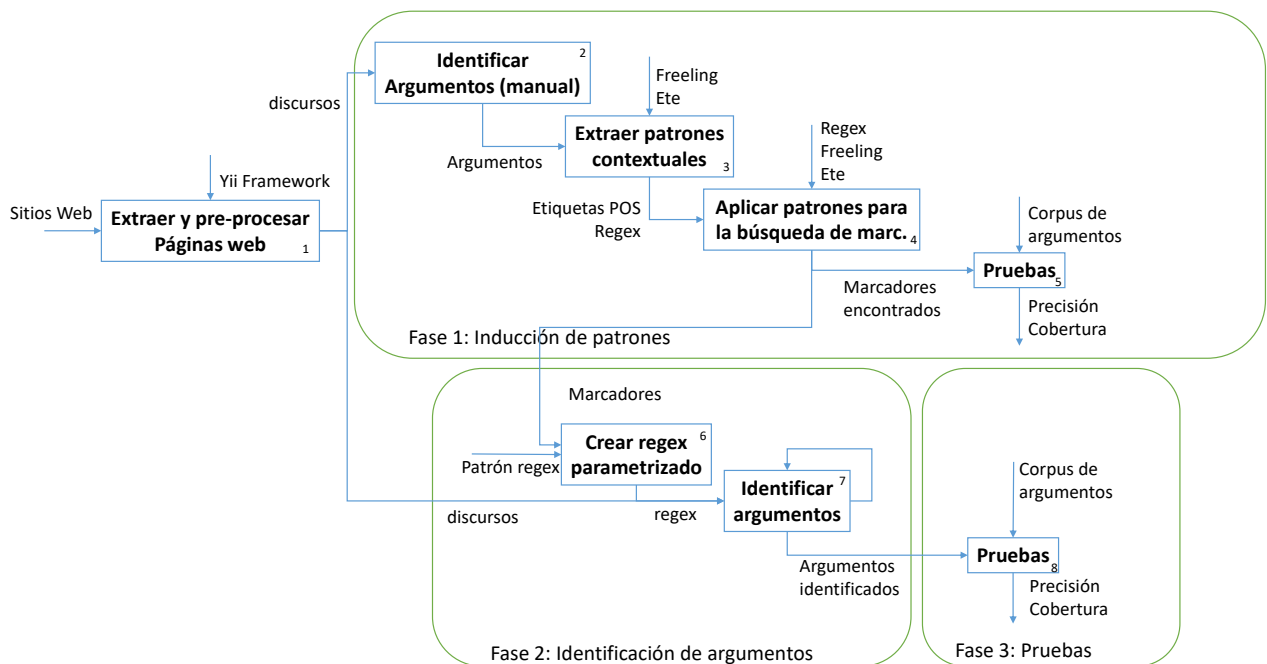 2
Identificar
Argumentos (manual)
discursos
Freeling
Ete
Argumentos
Extraer patrones
contextuales
3
Regex
Freeling
Ete
Yii Framework
Sitios Web
Extraer y pre-procesar
Páginas web
1
Etiquetas POS
Regex
Aplicar patrones para
la búsqueda de marc.
4
Corpus de
argumentos
Pruebas
5
Marcadores
encontrados
Precisión
Cobertura
Fase 1: Inducción de patrones
Marcadores
6
Crear regex
parametrizado
Patrón regex
7
Identificar
argumentos
discursos
regex
Corpus de
argumentos
Pruebas
8
Argumentos
identificados
Precisión
Cobertura
Fase 2: Identificación de argumentos
Fase 3: Pruebas